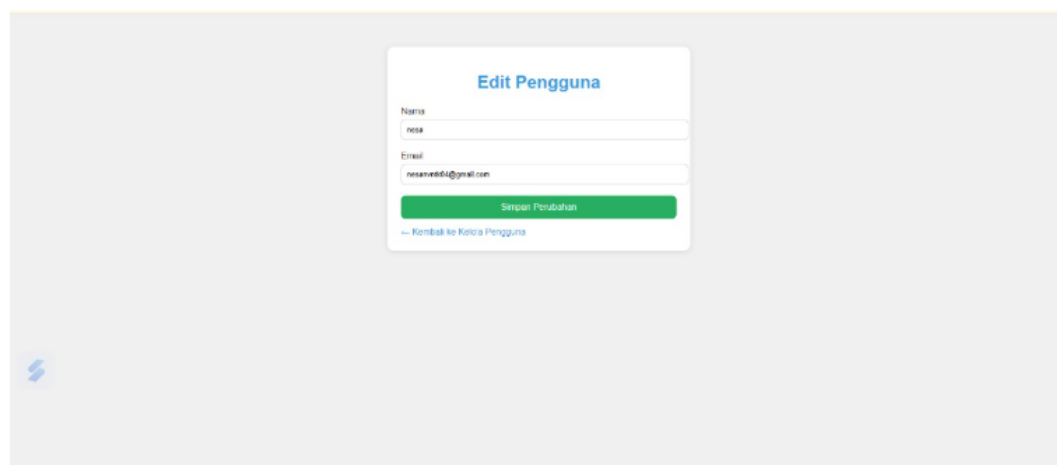 Edit Pengguna
Nama
nesa
Email
Simpan Perubahan
← Kembali ke Kelola Pengguna